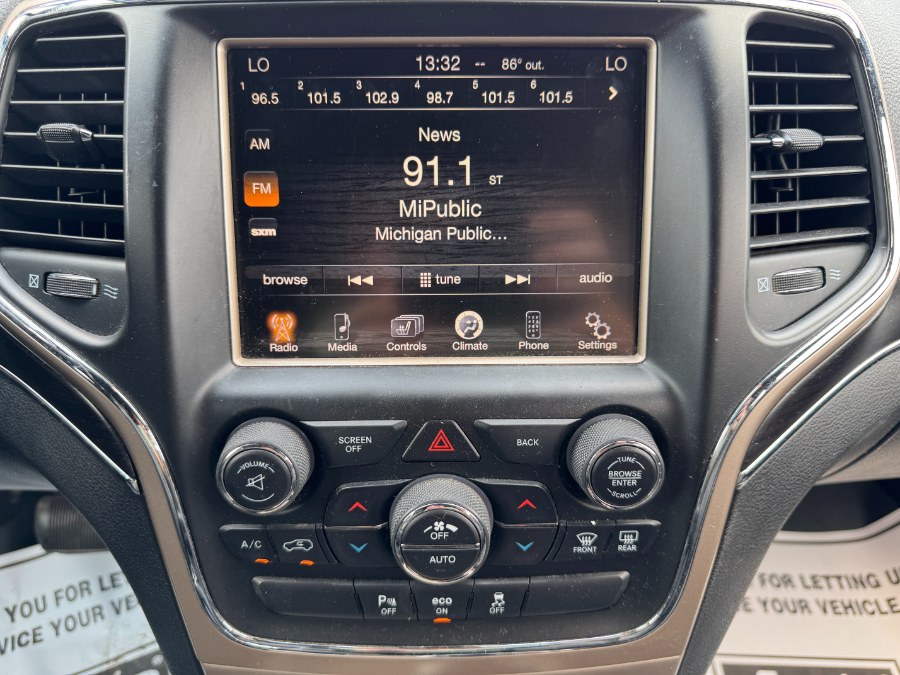 LO 13:32 -- 86° out. LO
1 96.5 2 101.5 3 102.9 4 98.7 5 101.5 6 101.5
News
AM
91.1 ST
FM
MiPublic
sxm
Michigan Public...
browse tune audio
Radio Media Controls Climate Phone Settings
SCREEN OFF
BACK
VOLUME
TUNE
BROWSE
ENTER
SCROLL
OFF
AUTO
A/C
FRONT
REAR
P OFF
eco ON
OFF
YOU FOR LETTING
VICE YOUR VEHICLE.
FOR LETTING U
E YOUR VEHICLE.